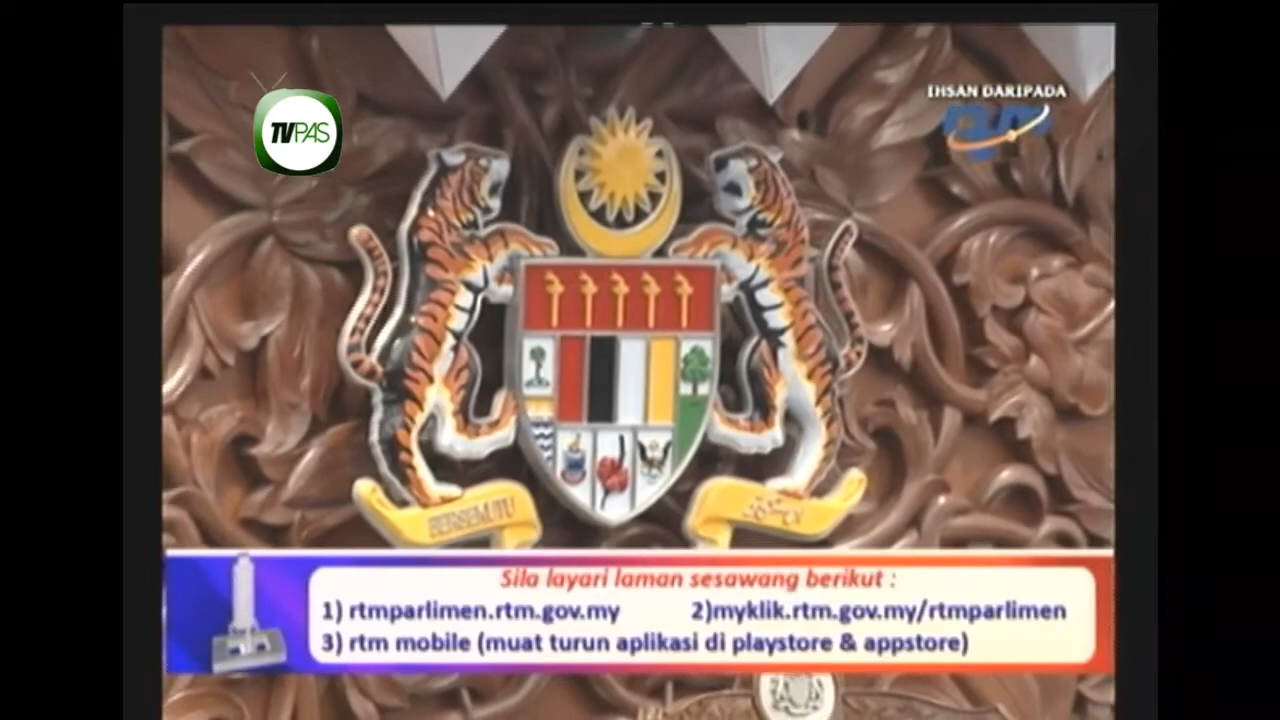 TVPAS
IHSAN DARIPADA
RTM
BERSEKUTU
Sila layari laman sesawang berikut :
1) rtmparlimen.rtm.gov.my 2)myklik.rtm.gov.my/rtmparlimen
3) rtm mobile (muat turun aplikasi di playstore & appstore)